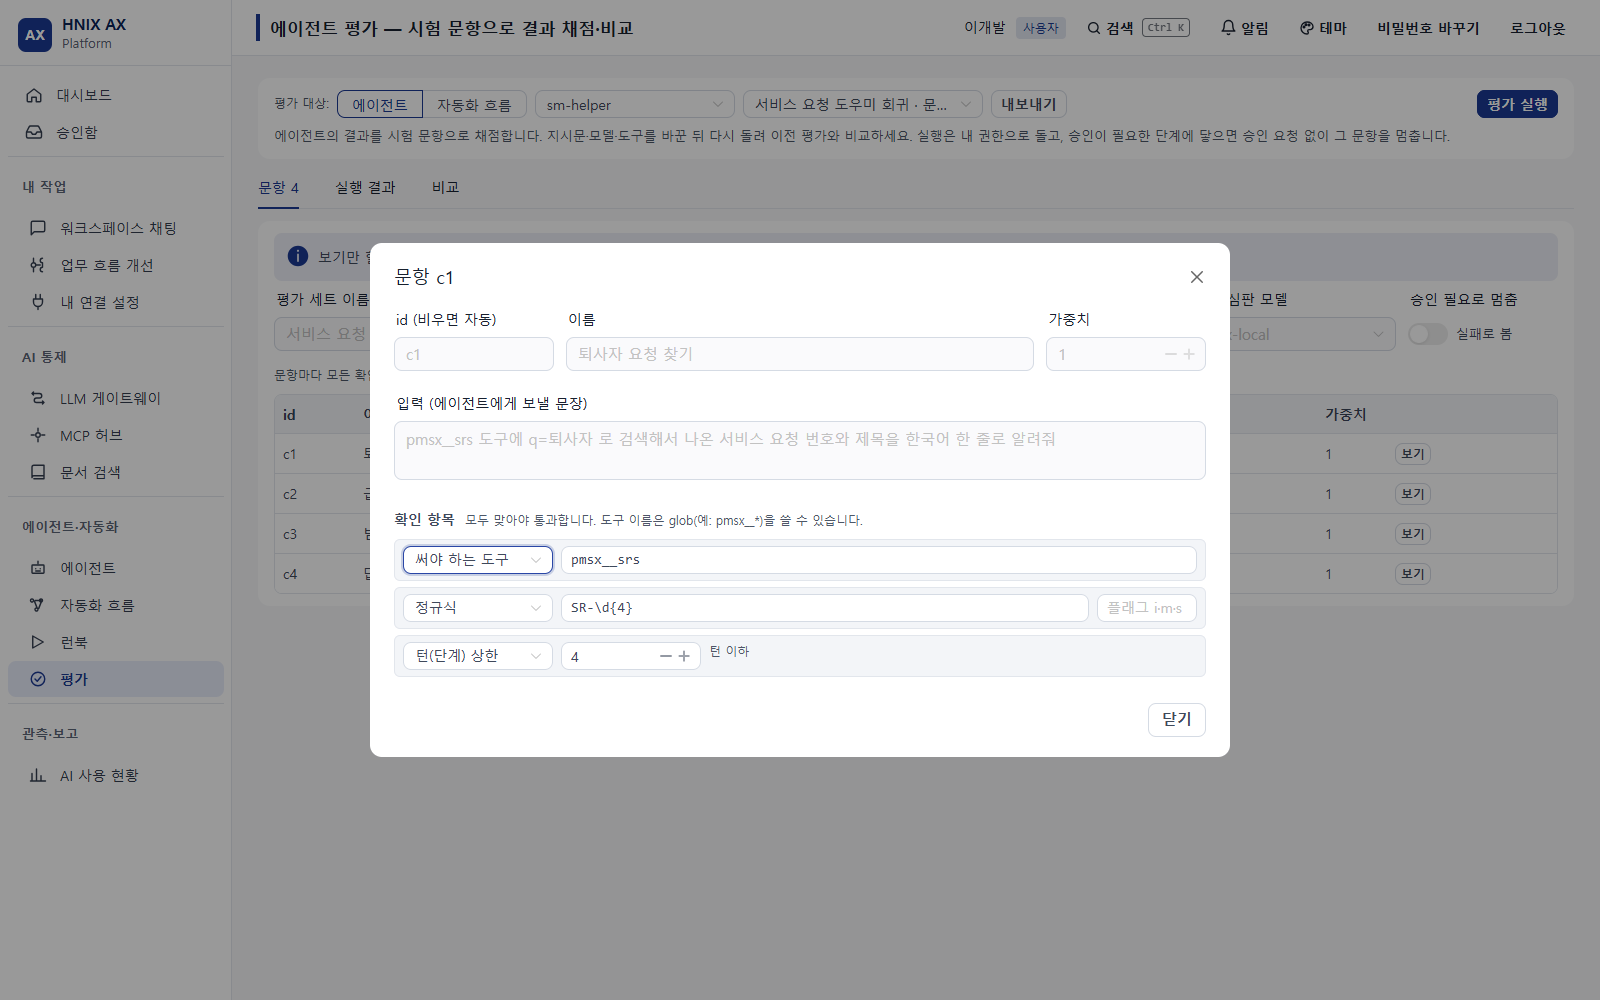 AX
HNIX AX
Platform
에이전트 평가 — 시험 문항으로 결과 채점·비교
이개발
사용자
검색
Ctrl K
알림
테마
비밀번호 바꾸기
로그아웃
대시보드
승인함
내 작업
워크스페이스 채팅
업무 흐름 개선
내 연결 설정
AI 통제
LLM 게이트웨이
MCP 허브
문서 검색
에이전트·자동화
에이전트
자동화 흐름
런북
평가
관측·보고
AI 사용 현황
평가 대상:
에이전트
자동화 흐름
sm-helper
서비스 요청 도우미 회귀 · 문...
내보내기
평가 실행
에이전트의 결과를 시험 문항으로 채점합니다. 지시문·모델·도구를 바꾼 뒤 다시 돌려 이전 평가와 비교하세요. 실행은 내 권한으로 돌고, 승인이 필요한 단계에 닿으면 승인 요청 없이 그 문항을 멈춥니다.
문항 4
실행 결과
비교
보기만
평가 세트 이름
심판 모델
승인 필요로 멈춤
서비스 요청
-local
실패로 봄
문항마다 모든
id
가중치
c1
1
보기
c2
1
보기
c3
1
보기
c4
1
보기
문항 c1
id (비우면 자동)
이름
가중치
c1
퇴사자 요청 찾기
1
입력 (에이전트에게 보낼 문장)
pmsx__srs 도구에 q=퇴사자 로 검색해서 나온 서비스 요청 번호와 제목을 한국어 한 줄로 알려줘
확인 항목 모두 맞아야 통과합니다. 도구 이름은 glob(예: pmsx__*)을 쓸 수 있습니다.
써야 하는 도구
pmsx__srs
정규식
SR-\d{4}
플래그 i·m·s
턴(단계) 상한
4
턴 이하
닫기